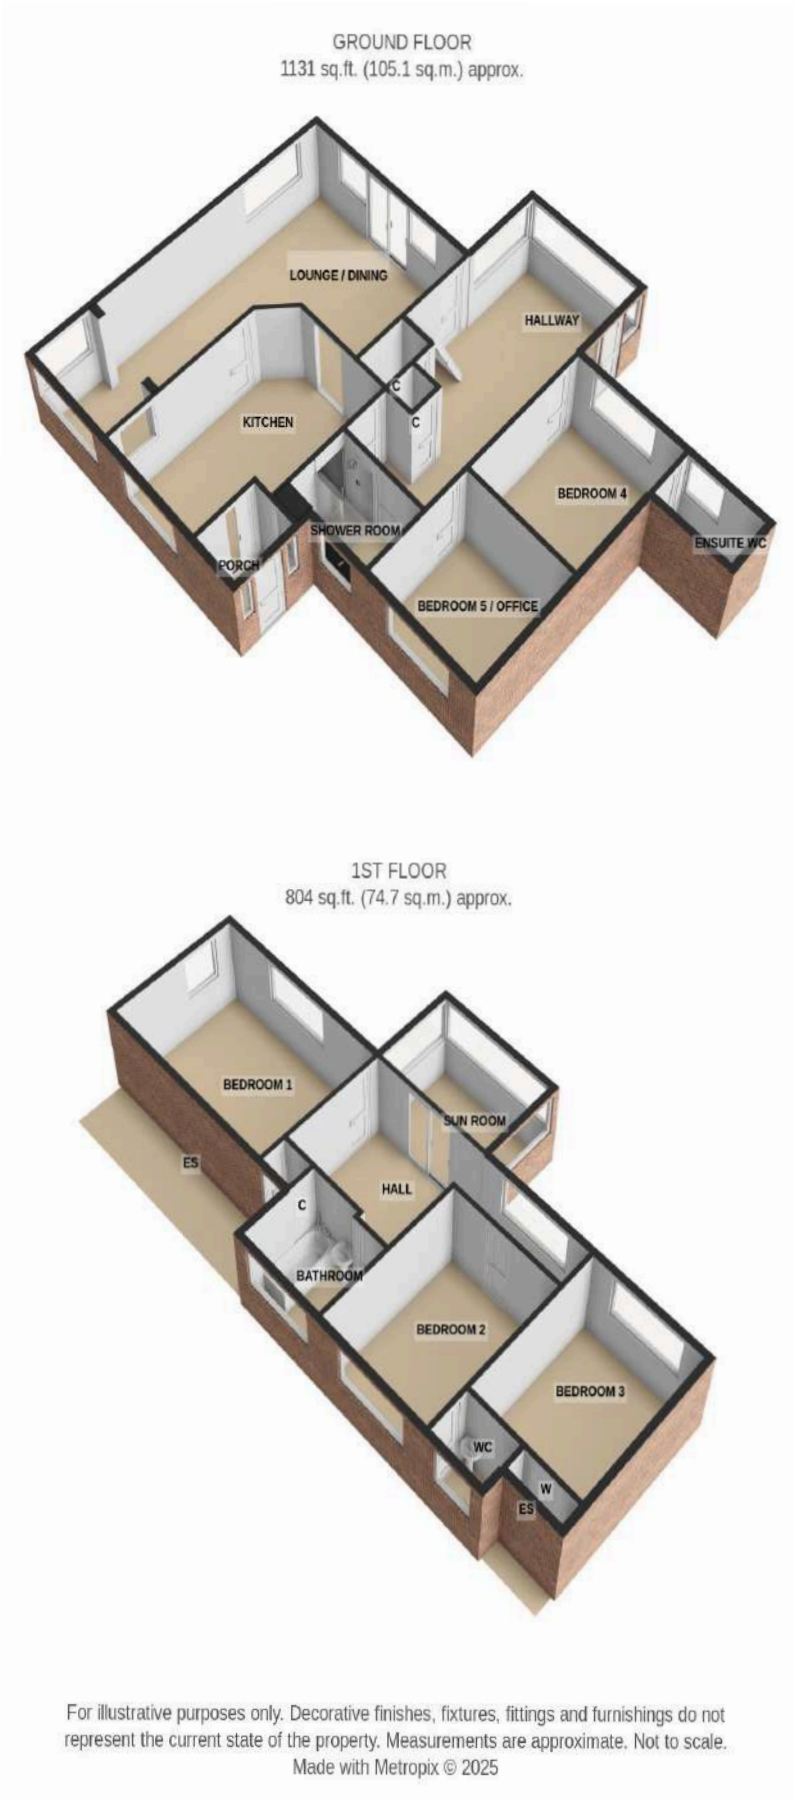 GROUND FLOOR
1131 sq.ft. (105.1 sq.m.) approx.
LOUNGE / DINING
HALLWAY
C
C
KITCHEN
BEDROOM 4
SHOWER ROOM
ENSUITE WC
PORCH
BEDROOM 5 / OFFICE
1ST FLOOR
804 sq.ft. (74.7 sq.m.) approx.
BEDROOM 1
SUN ROOM
ES
HALL
C
BATHROOM
BEDROOM 2
BEDROOM 3
WC
W
ES
For illustrative purposes only. Decorative finishes, fixtures, fittings and furnishings do not
represent the current state of the property. Measurements are approximate. Not to scale.
Made with Metropix © 2025